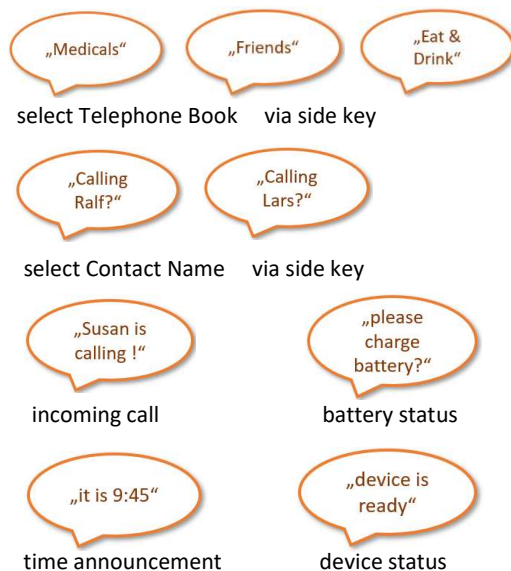 „Medicals“
„Friends“
„Eat &
Drink“
select Telephone Book via side key
„Calling
Ralf?“
„Calling
Lars?“
select Contact Name via side key
„Susan is
calling !“
„please
charge
battery?“
incoming call
battery status
„it is 9:45“
„device is
ready“
time announcement
device status